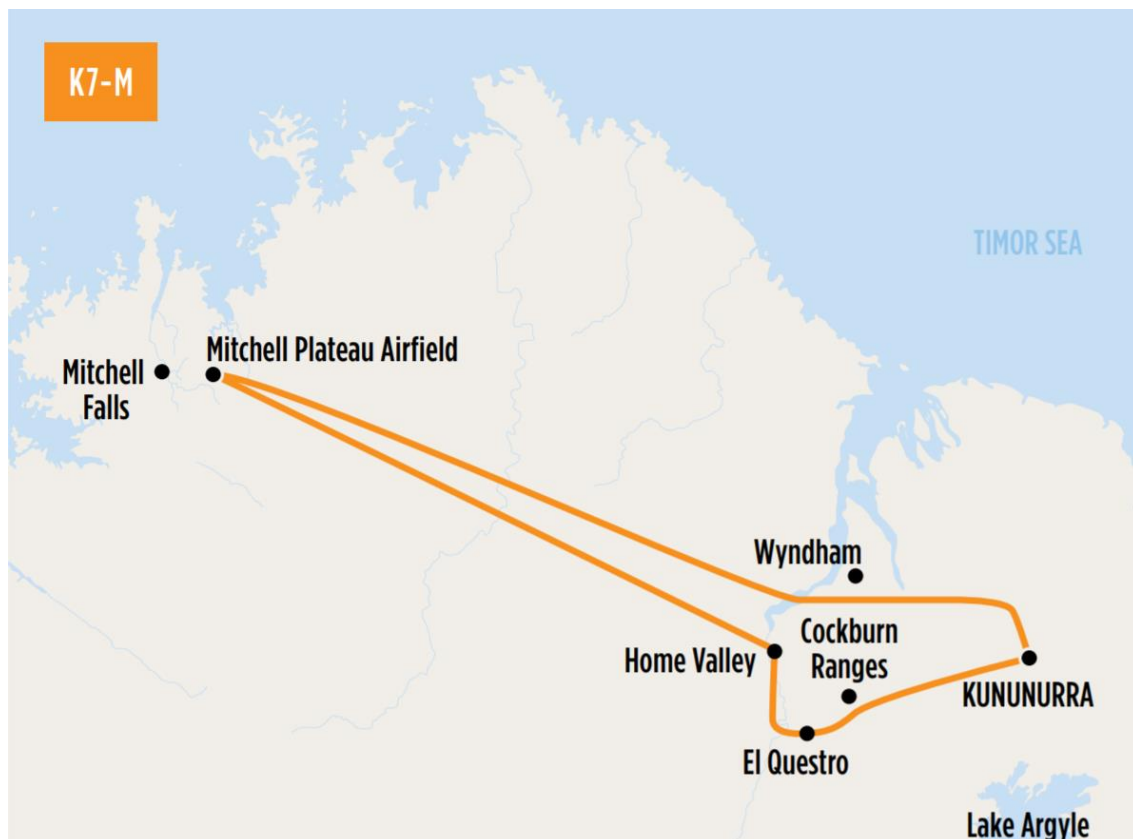 K7-M
TIMOR SEA
Mitchell Plateau Airfield
Mitchell
Falls
Wyndham
Cockburn
Ranges
Home Valley
KUNUNURRA
El Questro
Lake Argyle